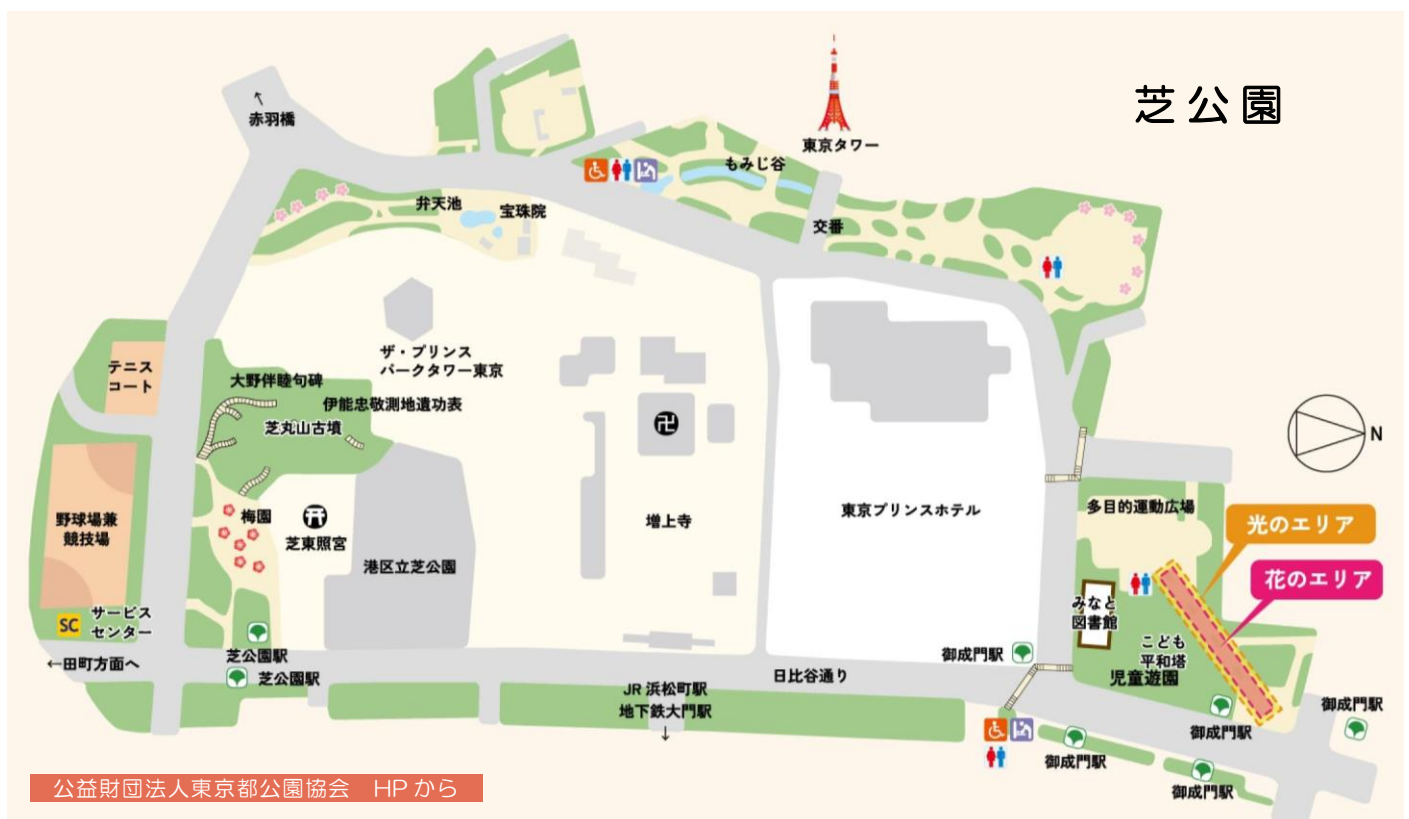 芝公園
↑
赤羽橋
東京タワー
もみじ谷
弁天池
宝珠院
交番
ザ・プリンス
パークタワー東京
テニス
コート
大野伴睦句碑
伊能忠敬測地遺功表
芝丸山古墳
卍
N
野球場兼
競技場
梅園
芝東照宮
港区立芝公園
増上寺
東京プリンスホテル
多目的運動広場
光のエリア
花のエリア
みなと
図書館
こども
平和塔
児童遊園
SC
サービス
センター
←田町方面へ
芝公園駅
芝公園駅
JR 浜松町駅
地下鉄大門駅
↓
日比谷通り
御成門駅
御成門駅
御成門駅
御成門駅
御成門駅
公益財団法人東京都公園協会　HP から